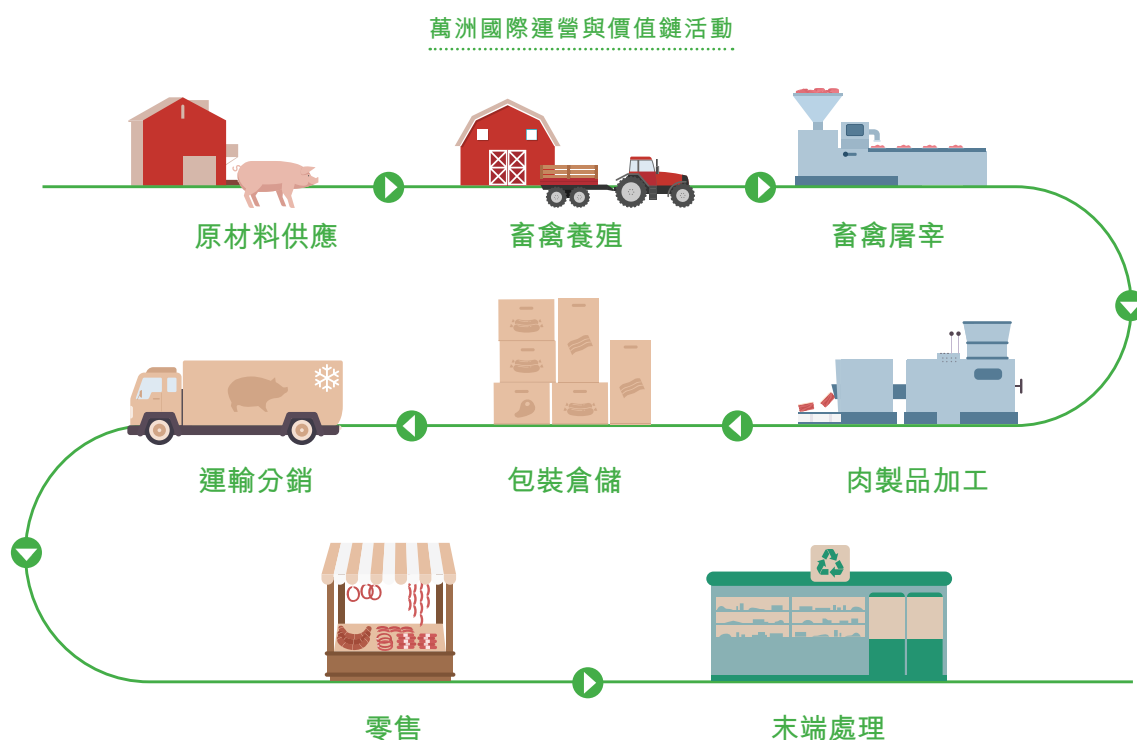 萬洲國際運營與價值鏈活動
原材料供應
畜禽養殖
畜禽屠宰
肉製品加工
包裝倉儲
運輸分銷
零售
末端處理